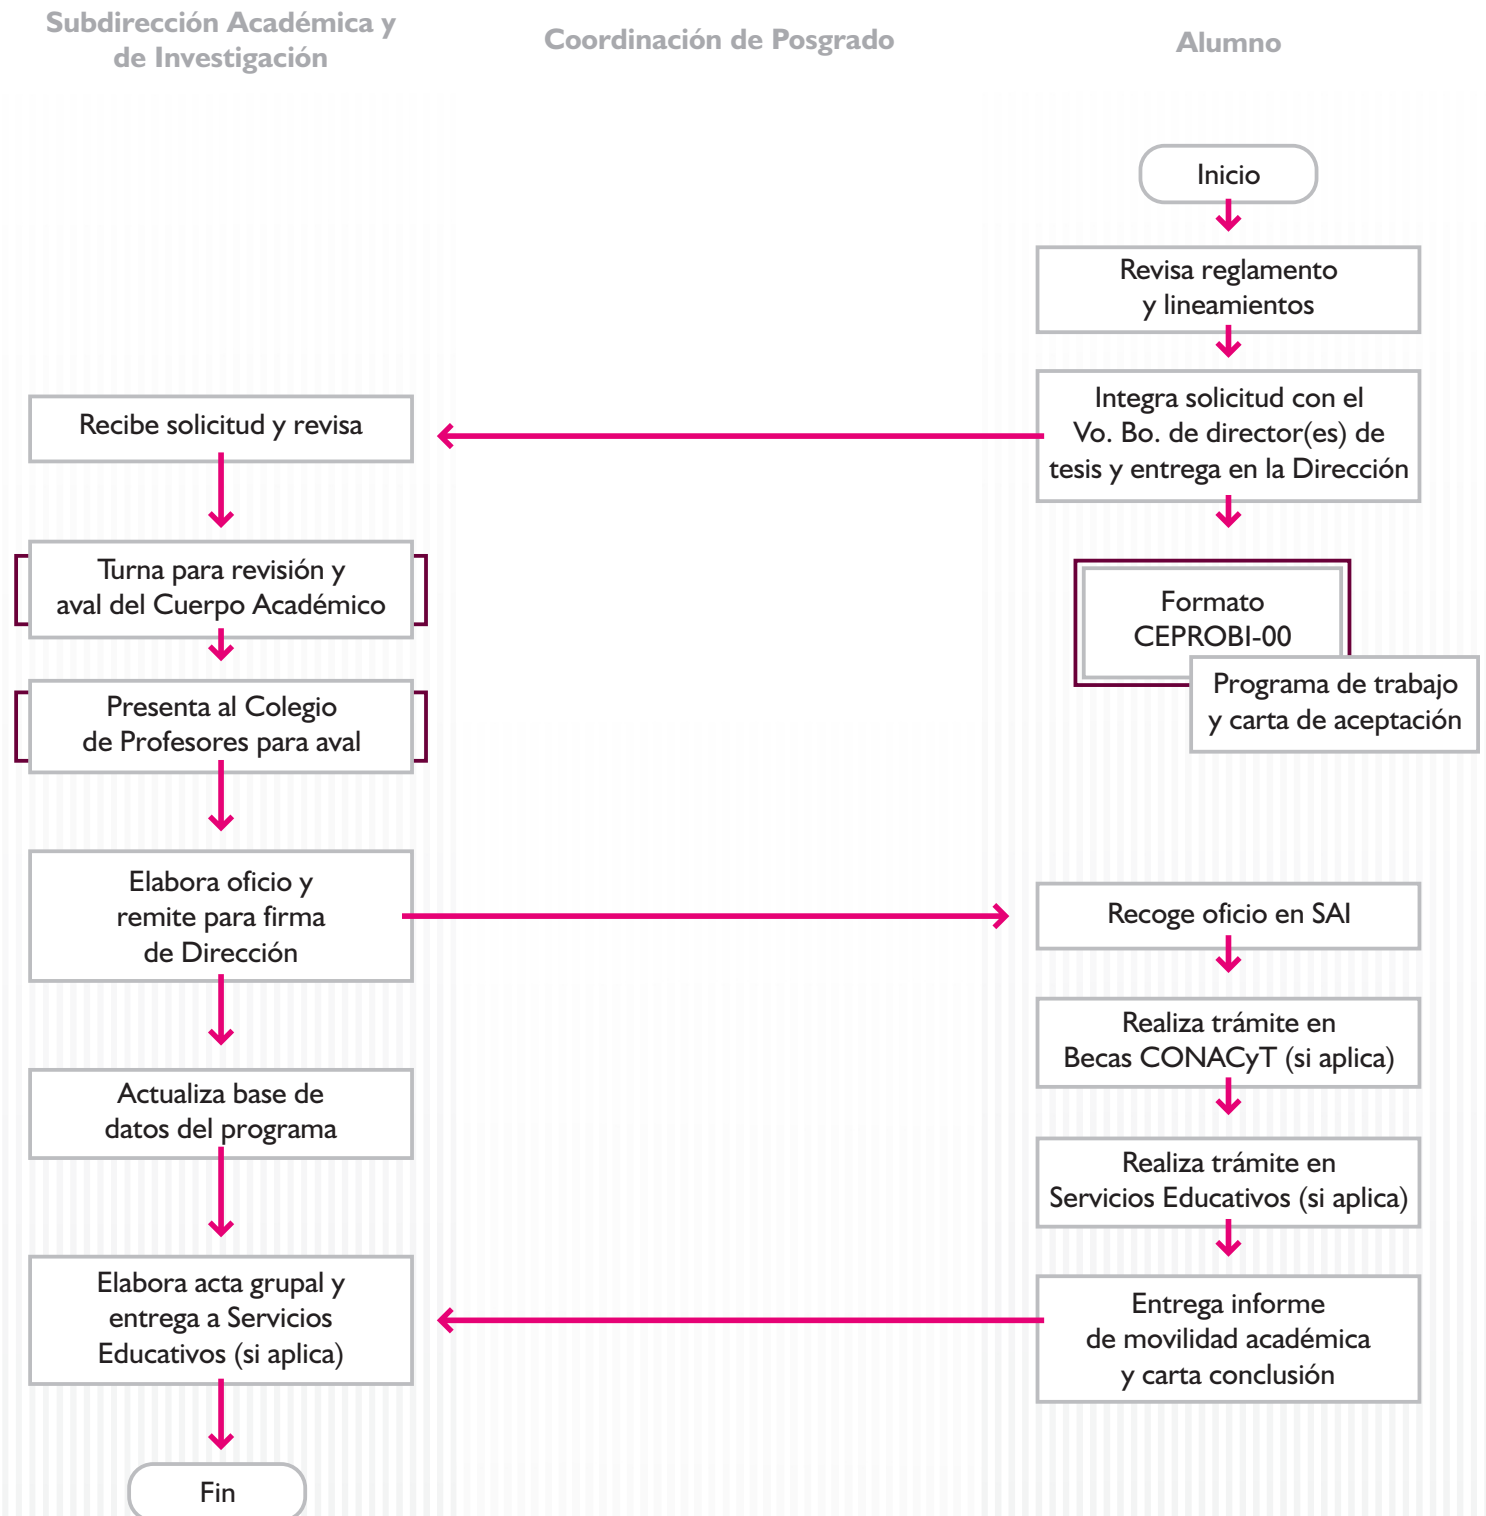 Subdirección Académica y
de Investigación
Coordinación de Posgrado
Alumno
Inicio
Revisa reglamento
y lineamientos
Integra solicitud con el
Vo. Bo. de director(es) de
tesis y entrega en la Dirección
Recibe solicitud y revisa
Turna para revisión y
aval del Cuerpo Académico
Formato
CEPROBI-00
Programa de trabajo
y carta de aceptación
Presenta al Colegio
de Profesores para aval
Elabora oficio y
remite para firma
de Dirección
Recoge oficio en SAI
Realiza trámite en
Becas CONACyT (si aplica)
Actualiza base de
datos del programa
Realiza trámite en
Servicios Educativos (si aplica)
Elabora acta grupal y
entrega a Servicios
Educativos (si aplica)
Entrega informe
de movilidad académica
y carta conclusión
Fin